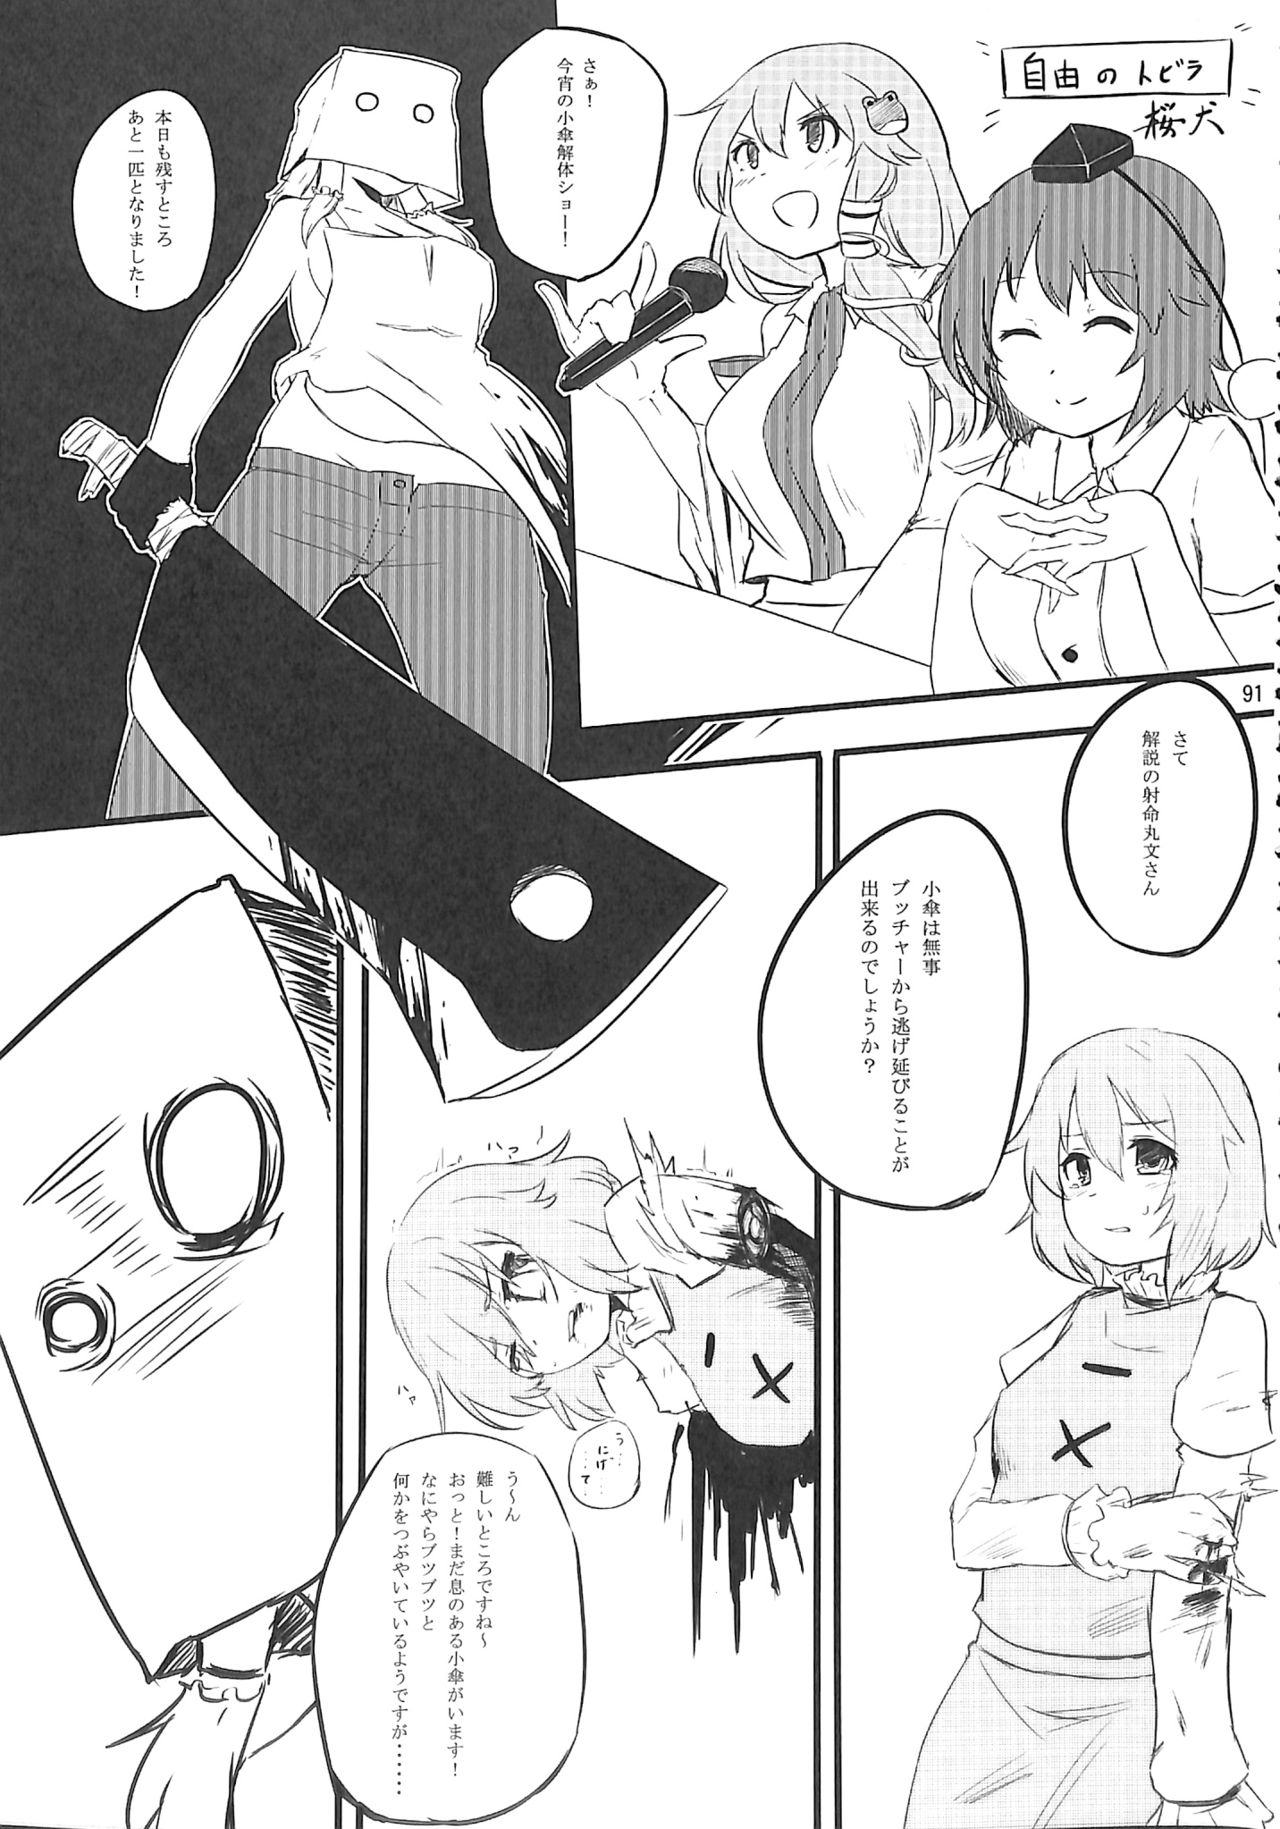 自由のトビラ
桜犬
さぁ！
今宵の小傘解体ショー！
本日も残すところ
あと一匹となりました！
91
さて
解説の射命丸文さん
小傘は無事
ブッチャーから逃げ延びることが
出来るのでしょうか？
ハッ
ハァ
う…
にげ…
…て
う～ん
難しいところですね～
おっと！まだ息のある小傘がいます！
なにやらブツブツと
何かをつぶやいているようですが………